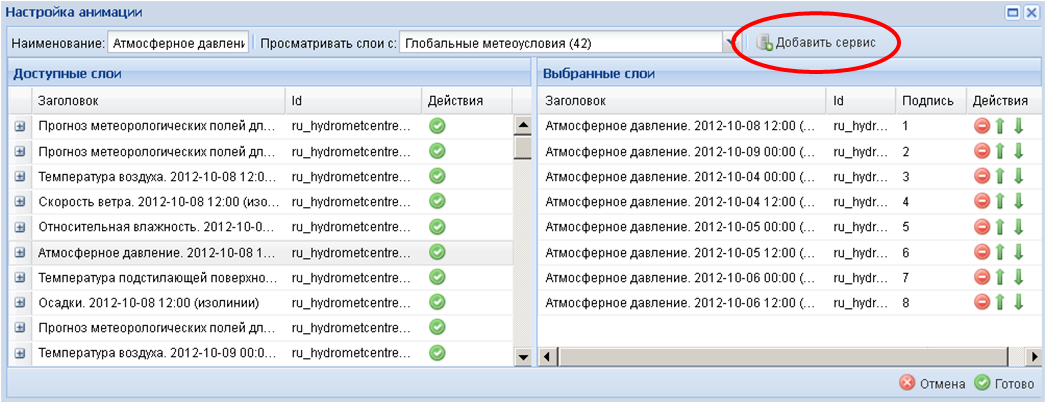 Настройка анимации
Наименование: Атмосферное давлени Просматривать слои с: Глобальные метеоусловия (42) Добавить сервис
Доступные слои
Заголовок Id Действия
Прогноз метеорологических полей дл... ru_hydrometcentre...
Прогноз метеорологических полей дл... ru_hydrometcentre...
Температура воздуха. 2012-10-08 12:0... ru_hydrometcentre...
Скорость ветра. 2012-10-08 12:00 (изо... ru_hydrometcentre...
Относительная влажность. 2012-10-0... ru_hydrometcentre...
Атмосферное давление. 2012-10-08 1... ru_hydrometcentre...
Температура подстилающей поверхно... ru_hydrometcentre...
Осадки. 2012-10-08 12:00 (изолинии) ru_hydrometcentre...
Прогноз метеорологических полей дл... ru_hydrometcentre...
Температура воздуха. 2012-10-09 00:0... ru_hydrometcentre...
Выбранные слои
Заголовок Id Подпись Действия
Атмосферное давление. 2012-10-08 12:00 (... ru_hydr... 1
Атмосферное давление. 2012-10-09 00:00 (... ru_hydr... 2
Атмосферное давление. 2012-10-04 00:00 (... ru_hydr... 3
Атмосферное давление. 2012-10-04 12:00 (... ru_hydr... 4
Атмосферное давление. 2012-10-05 00:00 (... ru_hydr... 5
Атмосферное давление. 2012-10-05 12:00 (... ru_hydr... 6
Атмосферное давление. 2012-10-06 00:00 (... ru_hydr... 7
Атмосферное давление. 2012-10-06 12:00 (... ru_hydr... 8
Отмена Готово